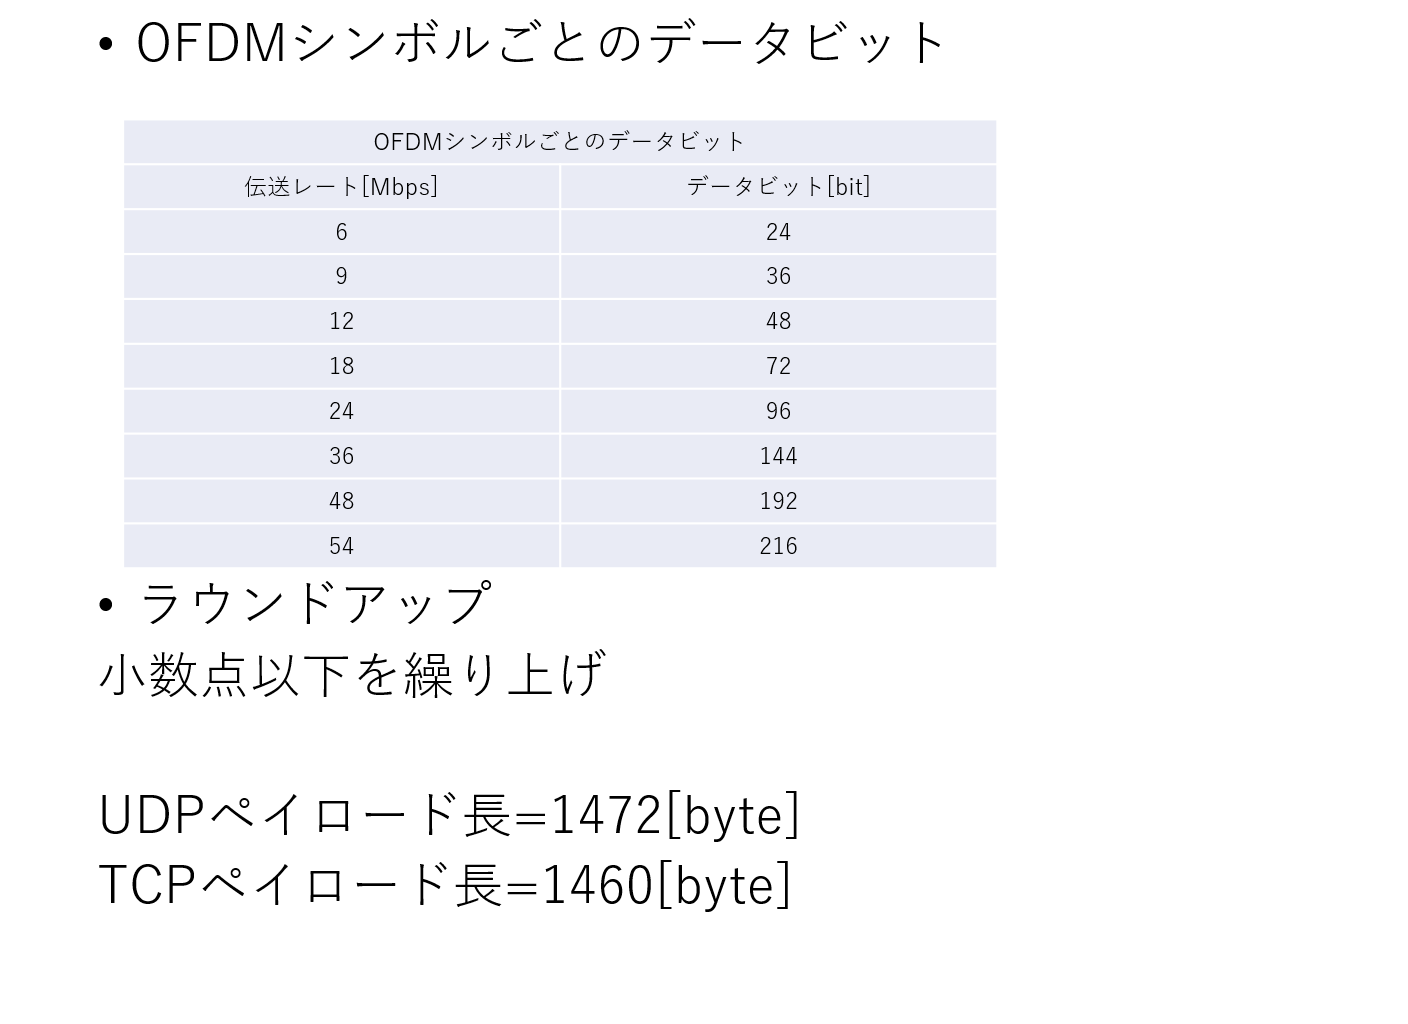 • OFDMシンボルごとのデータビット
OFDMシンボルごとのデータビット
伝送レート[Mbps] データビット[bit]
6 24
9 36
12 48
18 72
24 96
36 144
48 192
54 216
• ラウンドアップ
小数点以下を繰り上げ
UDPペイロード長=1472[byte]
TCPペイロード長=1460[byte]